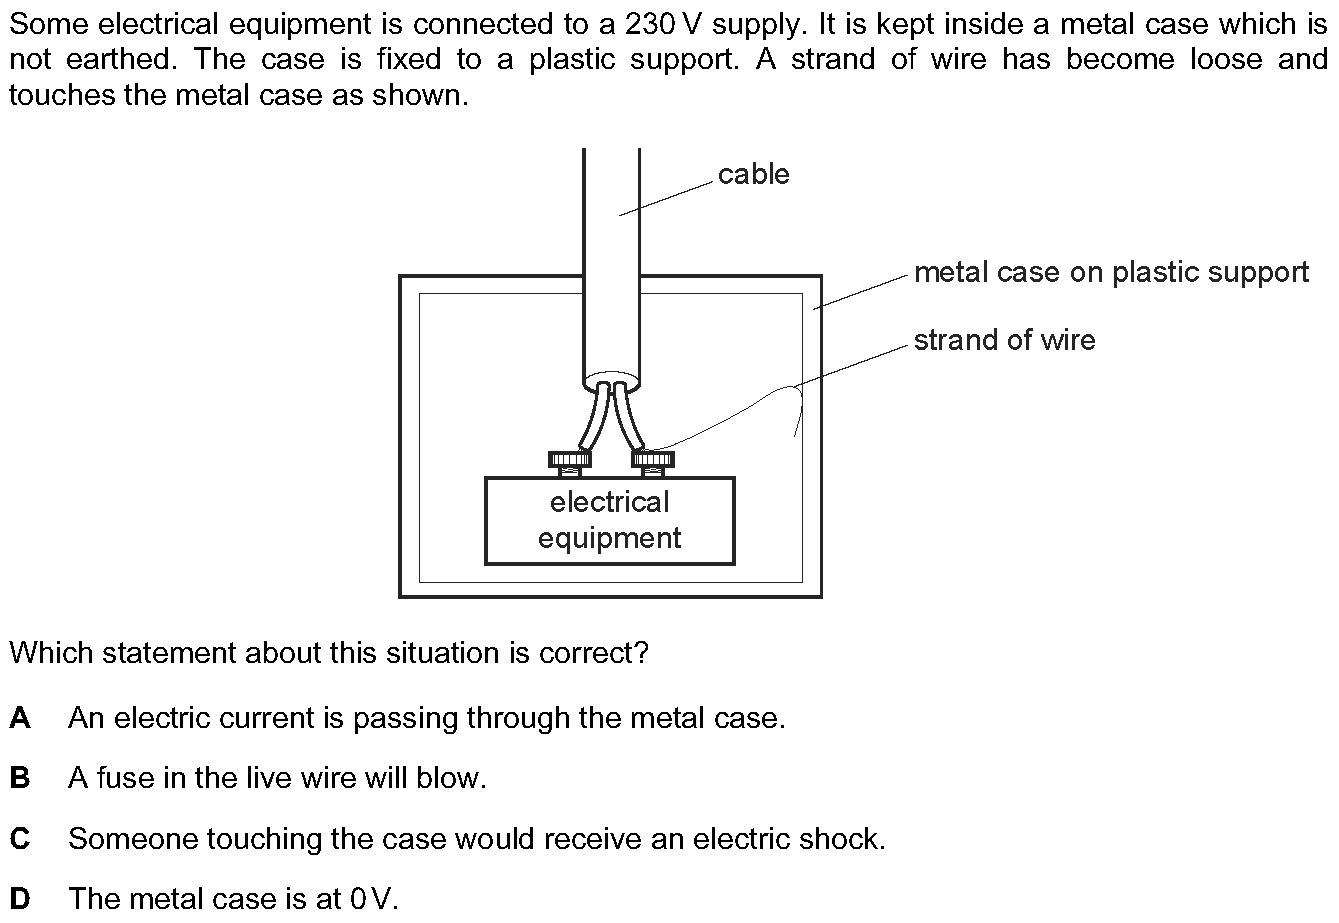 Some electrical equipment is connected to a 230 V supply. It is kept inside a metal case which is
not earthed. The case is fixed to a plastic support. A strand of wire has become loose and
touches the metal case as shown.
cable
metal case on plastic support
strand of wire
electrical
equipment
Which statement about this situation is correct?
A An electric current is passing through the metal case.
B A fuse in the live wire will blow.
C Someone touching the case would receive an electric shock.
D The metal case is at 0 V.